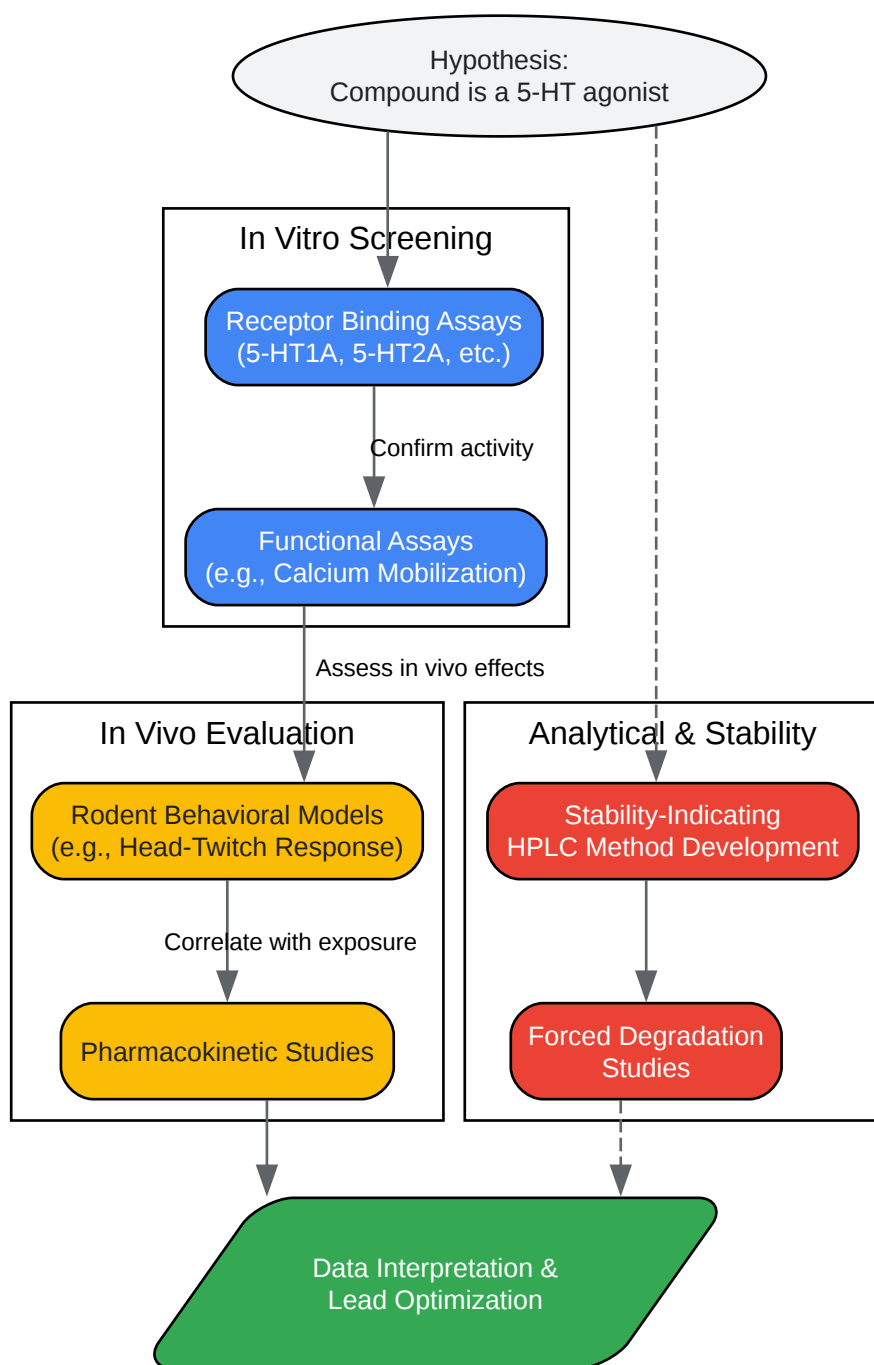 Hypothesis:
Compound is a 5-HT agonist
In Vitro Screening
Receptor Binding Assays
(5-HT1A, 5-HT2A, etc.)
Confirm activity
Functional Assays
(e.g., Calcium Mobilization)
Assess in vivo effects
In Vivo Evaluation
Rodent Behavioral Models
(e.g., Head-Twitch Response)
Correlate with exposure
Pharmacokinetic Studies
Analytical & Stability
Stability-Indicating
HPLC Method Development
Forced Degradation
Studies
Data Interpretation &
Lead Optimization